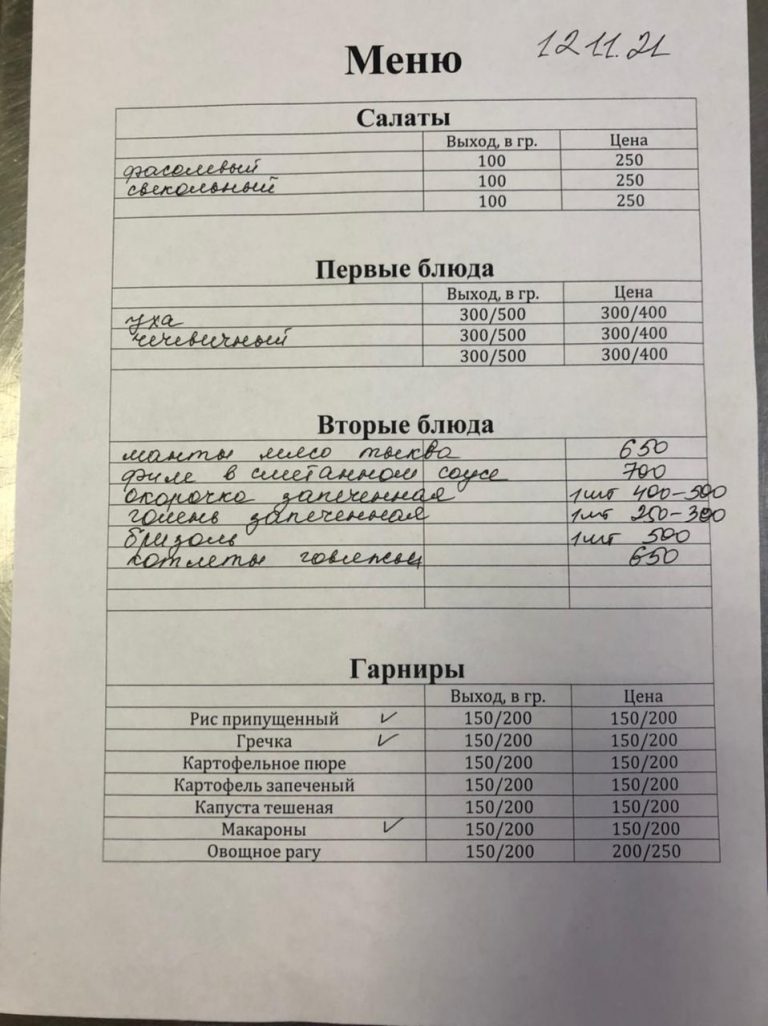 Меню
12.11.21
Салаты
Выход, в гр. Цена
фасолевый 100 250
свекольный 100 250
100 250
Первые блюда
Выход, в гр. Цена
уха 300/500 300/400
чечевичный 300/500 300/400
300/500 300/400
Вторые блюда
манты мясо тыква 650
филе в сметанном соусе 700
окорочка запеченная 1шт 400-500
голень запеченная 1шт 250-300
бризоль 1шт 500
котлеты говяжьи 650
Гарниры
Выход, в гр. Цена
Рис припущенный ✓ 150/200 150/200
Гречка ✓ 150/200 150/200
Картофельное пюре 150/200 150/200
Картофель запеченый 150/200 150/200
Капуста тешеная 150/200 150/200
Макароны ✓ 150/200 150/200
Овощное рагу 150/200 200/250